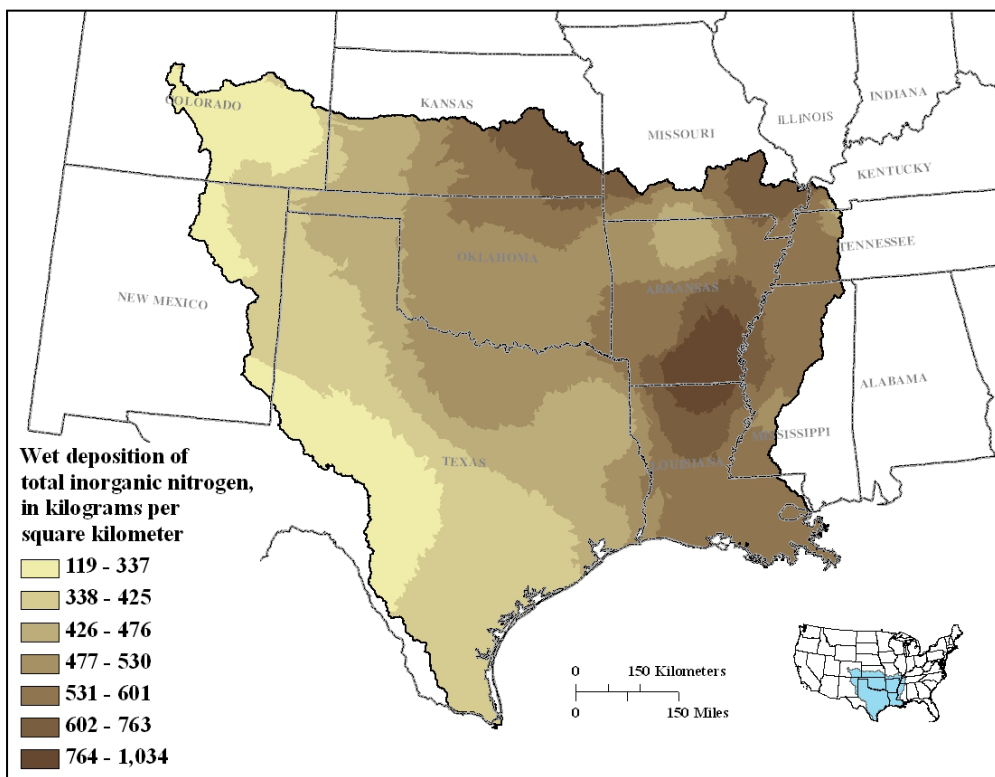 COLORADO
KANSAS
MISSOURI
ILLINOIS
INDIANA
KENTUCKY
TENNESSEE
OKLAHOMA
ARKANSAS
NEW MEXICO
ALABAMA
MISSISSIPPI
TEXAS
LOUISIANA
Wet deposition of
total inorganic nitrogen,
in kilograms per
square kilometer
119 - 337
338 - 425
426 - 476
477 - 530
531 - 601
602 - 763
764 - 1,034
0 150 Kilometers
0 150 Miles